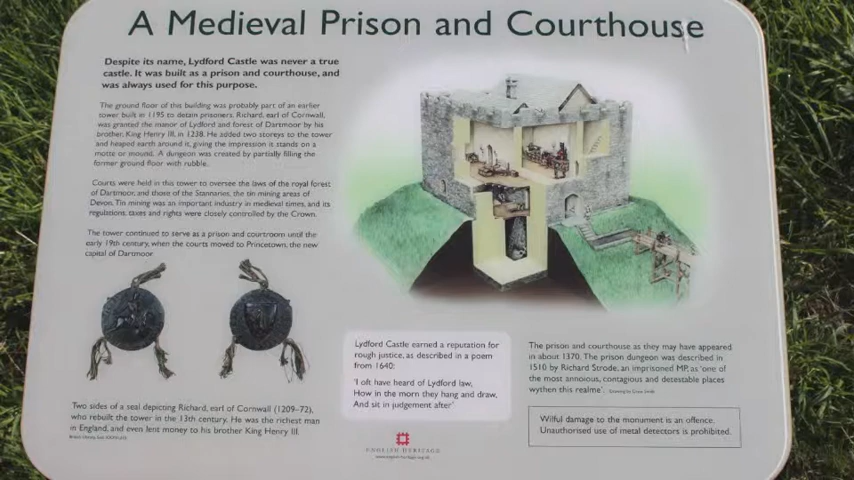 A Medieval Prison and Courthouse
Despite its name, Lydford Castle was never a true
castle. It was built as a prison and courthouse, and
was always used for this purpose.
The ground floor of this building was probably part of an earlier
tower built in 1195 to detain prisoners. Richard, earl of Cornwall,
was granted the manor of Lydford and forest of Dartmoor by his
brother, King Henry III, in 1238. He added two storeys to the tower
and heaped earth around it, giving the impression it stands on a
motte or mound. A dungeon was created by partially filling the
former ground floor with rubble.
Courts were held in this tower to oversee the laws of the royal forest
of Dartmoor, and those of the Stannaries, the tin mining areas of
Devon. Tin mining was an important industry in medieval times, and its
regulations, taxes and rights were closely controlled by the Crown.
The tower continued to serve as a prison and courtroom until the
early 19th century, when the courts moved to Princetown, the new
capital of Dartmoor
Two sides of a seal depicting Richard, earl of Cornwall (1209–72),
who rebuilt the tower in the 13th century. He was the richest man
in England, and even lent money to his brother King Henry III.
Lydford Castle earned a reputation for
rough justice, as described in a poem
from 1640:
'I oft have heard of Lydford law,
How in the morn they hang and draw,
And sit in judgement after'
The prison and courthouse as they may have appeared
in about 1370. The prison dungeon was described in
1510 by Richard Strode, an imprisoned MP, as 'one of
the most annoious, contagious and detestable places
wythen this realme'.
Wilful damage to the monument is an offence.
Unauthorised use of metal detectors is prohibited.
ENGLISH HERITAGE